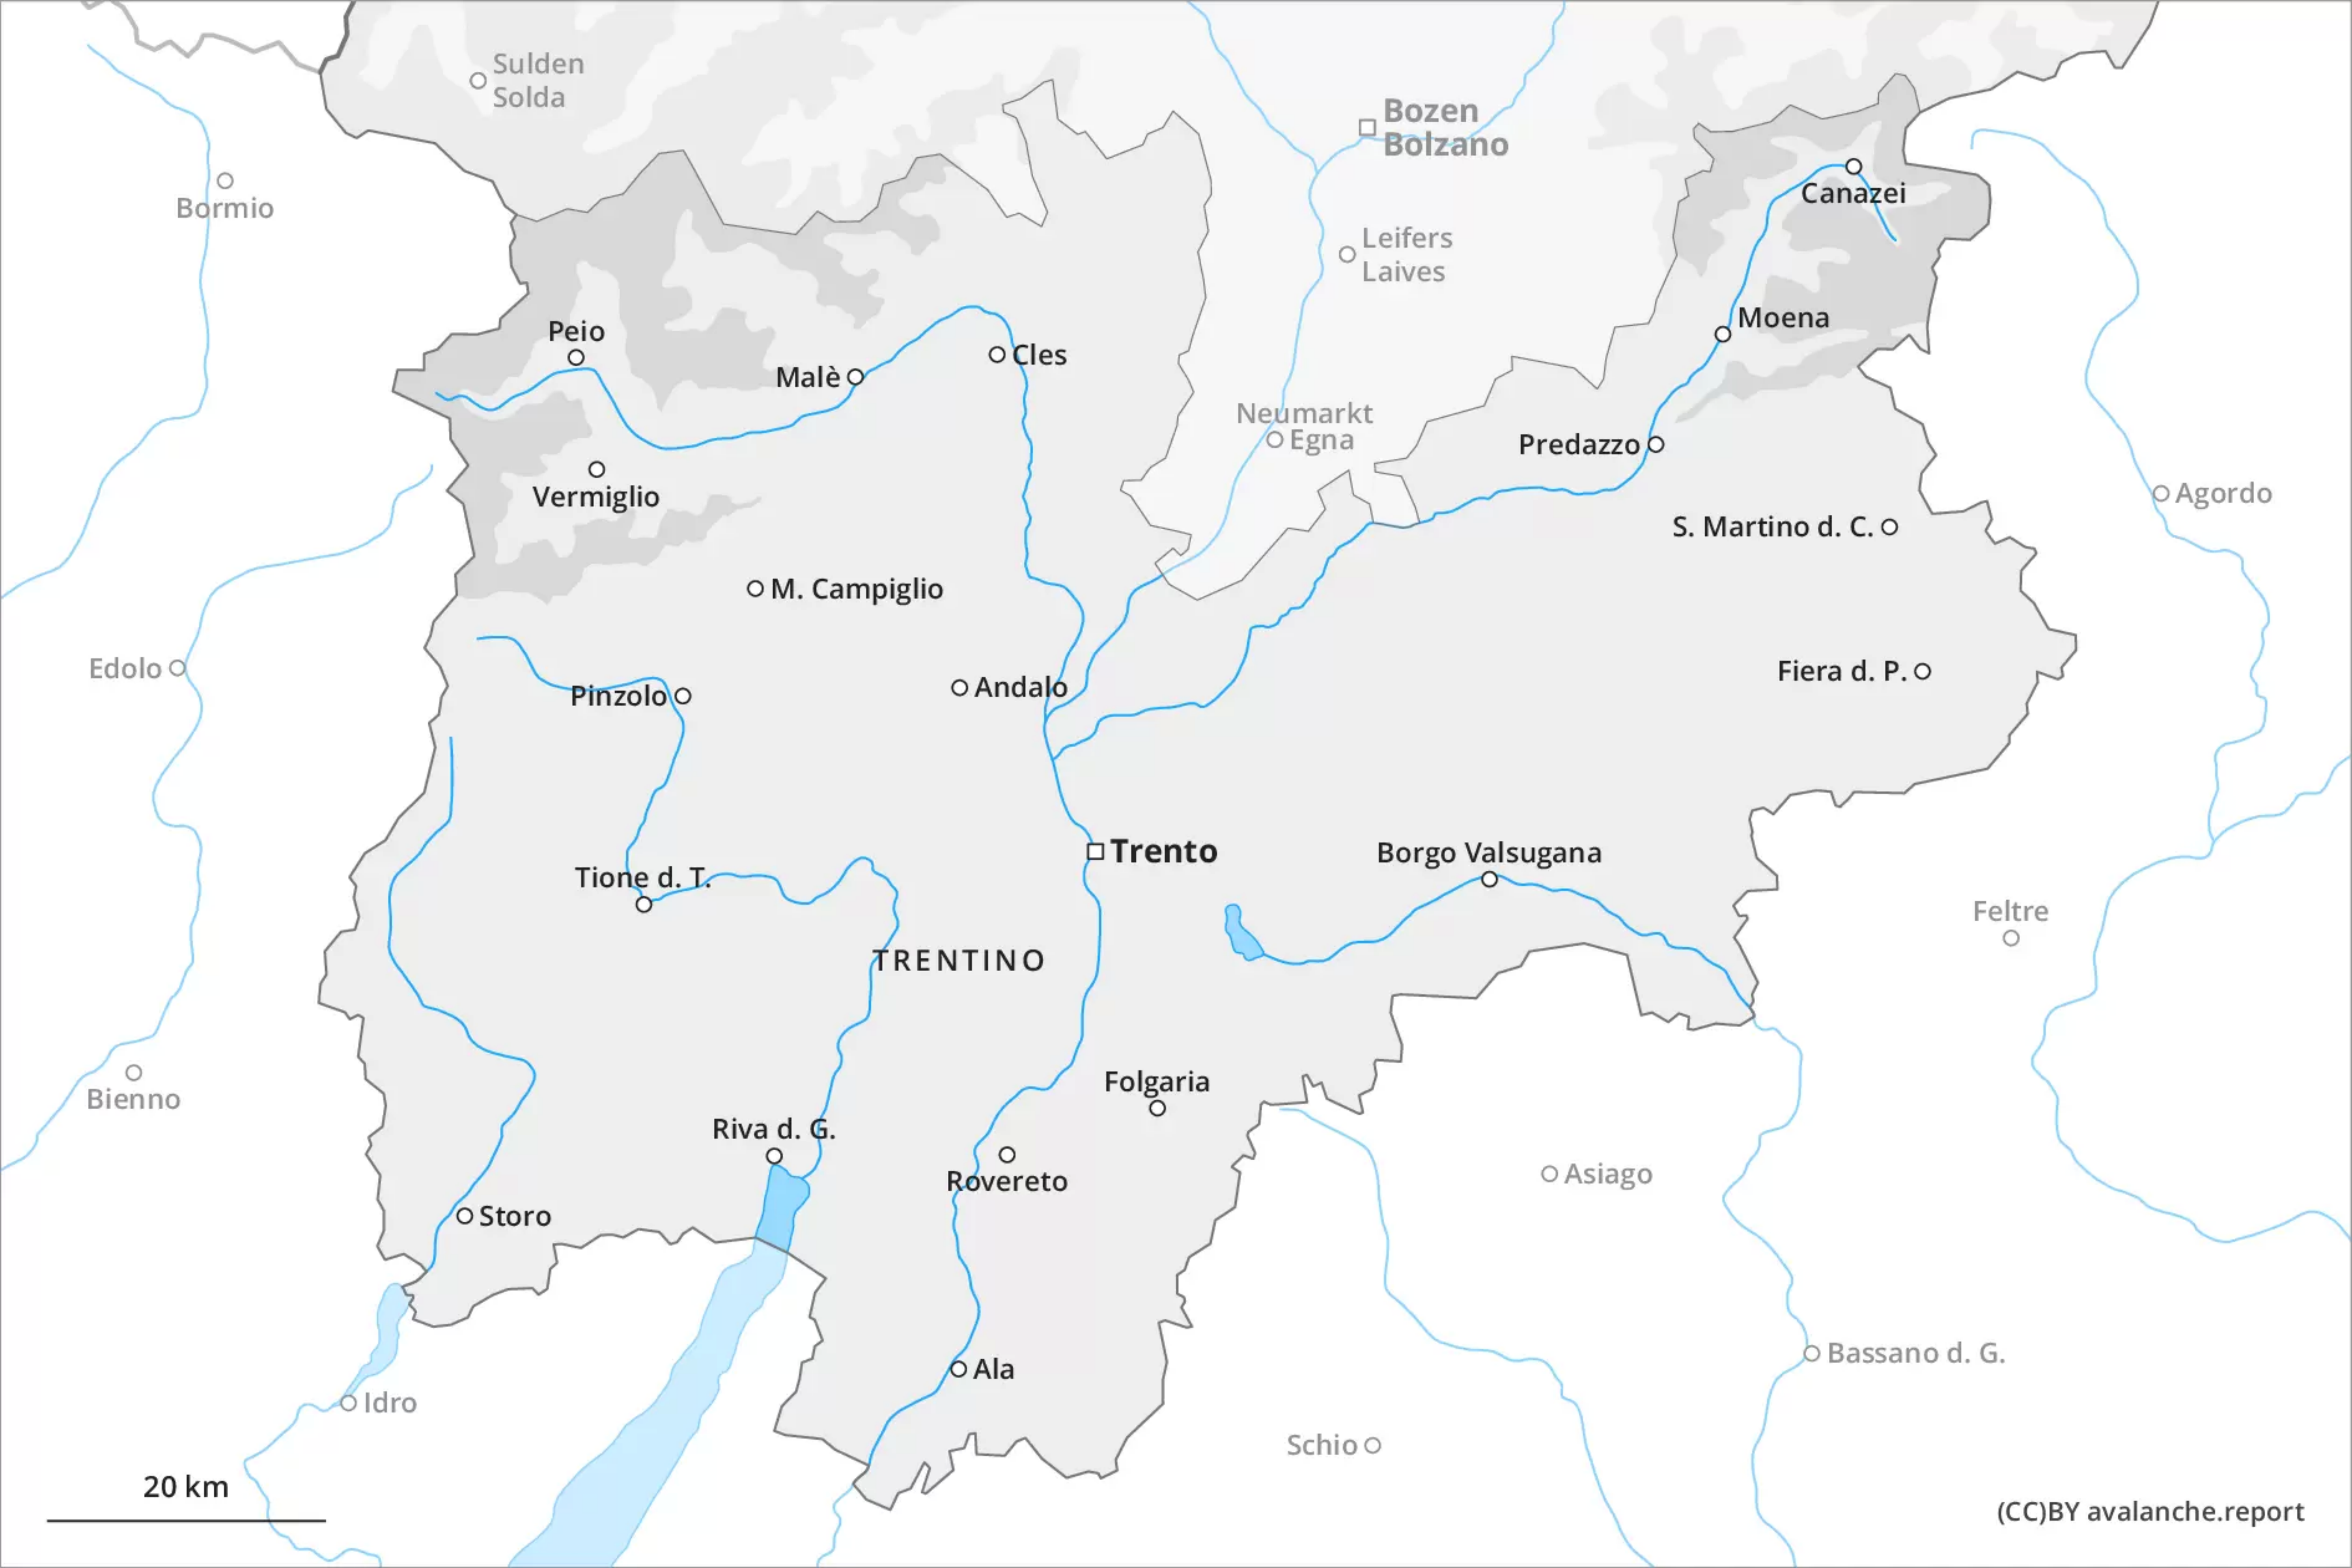 Sulden
Solda
Bozen
Bolzano
Bormio
Canazei
Leifers
Laives
Moena
Peio
Malè
Cles
Neumarkt
Egna
Predazzo
Vermiglio
Agordo
S. Martino d. C.
M. Campiglio
Edolo
Fiera d. P.
Pinzolo
Andalo
Trento
Borgo Valsugana
Tione d. T.
Feltre
TRENTINO
Folgaria
Bienno
Riva d. G.
Asiago
Rovereto
Storo
Bassano d. G.
Ala
Idro
Schio
20 km
(CC)BY avalanche.report